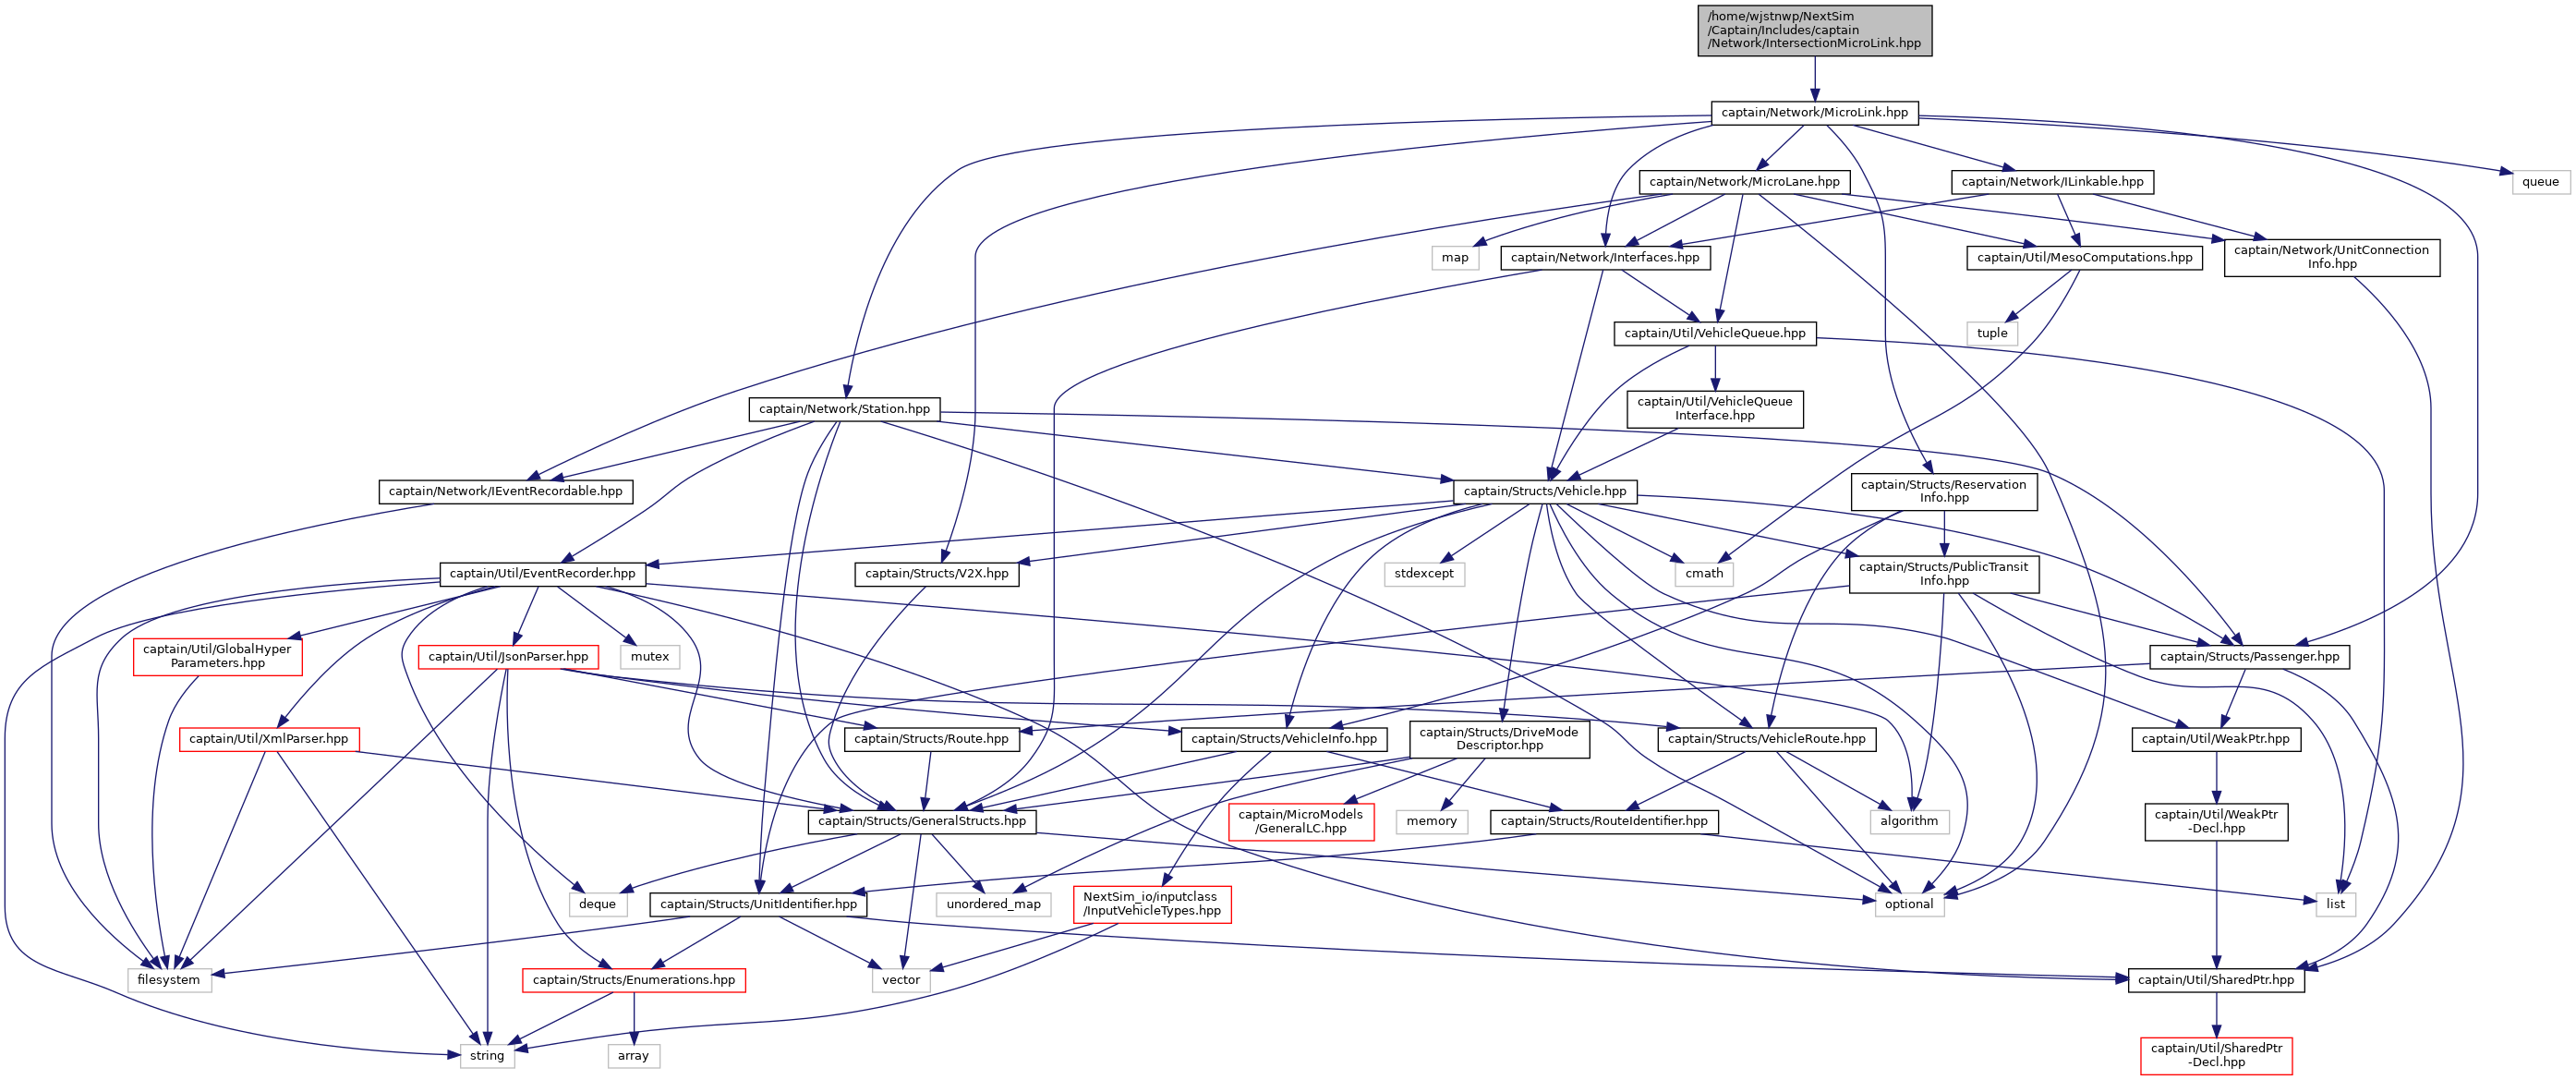 /home/wjstnwp/NextSim
/Captain/Includes/captain
/Network/IntersectionMicroLink.hpp
captain/Network/MicroLink.hpp
captain/Network/MicroLane.hpp
captain/Network/ILinkable.hpp
queue
map
captain/Network/Interfaces.hpp
captain/Util/MesoComputations.hpp
captain/Network/UnitConnection
Info.hpp
captain/Util/VehicleQueue.hpp
tuple
captain/Network/Station.hpp
captain/Util/VehicleQueue
Interface.hpp
captain/Network/IEventRecordable.hpp
captain/Structs/Vehicle.hpp
captain/Structs/Reservation
Info.hpp
captain/Util/EventRecorder.hpp
captain/Structs/V2X.hpp
stdexcept
cmath
captain/Structs/PublicTransit
Info.hpp
captain/Util/GlobalHyper
Parameters.hpp
captain/Util/JsonParser.hpp
mutex
captain/Structs/Passenger.hpp
captain/Util/XmlParser.hpp
captain/Structs/Route.hpp
captain/Structs/VehicleInfo.hpp
captain/Structs/DriveMode
Descriptor.hpp
captain/Structs/VehicleRoute.hpp
captain/Util/WeakPtr.hpp
captain/Structs/GeneralStructs.hpp
captain/MicroModels
/GeneralLC.hpp
memory
captain/Structs/RouteIdentifier.hpp
algorithm
captain/Util/WeakPtr
-Decl.hpp
deque
captain/Structs/UnitIdentifier.hpp
unordered_map
NextSim_io/inputclass
/InputVehicleTypes.hpp
optional
list
filesystem
captain/Structs/Enumerations.hpp
vector
captain/Util/SharedPtr.hpp
string
array
captain/Util/SharedPtr
-Decl.hpp